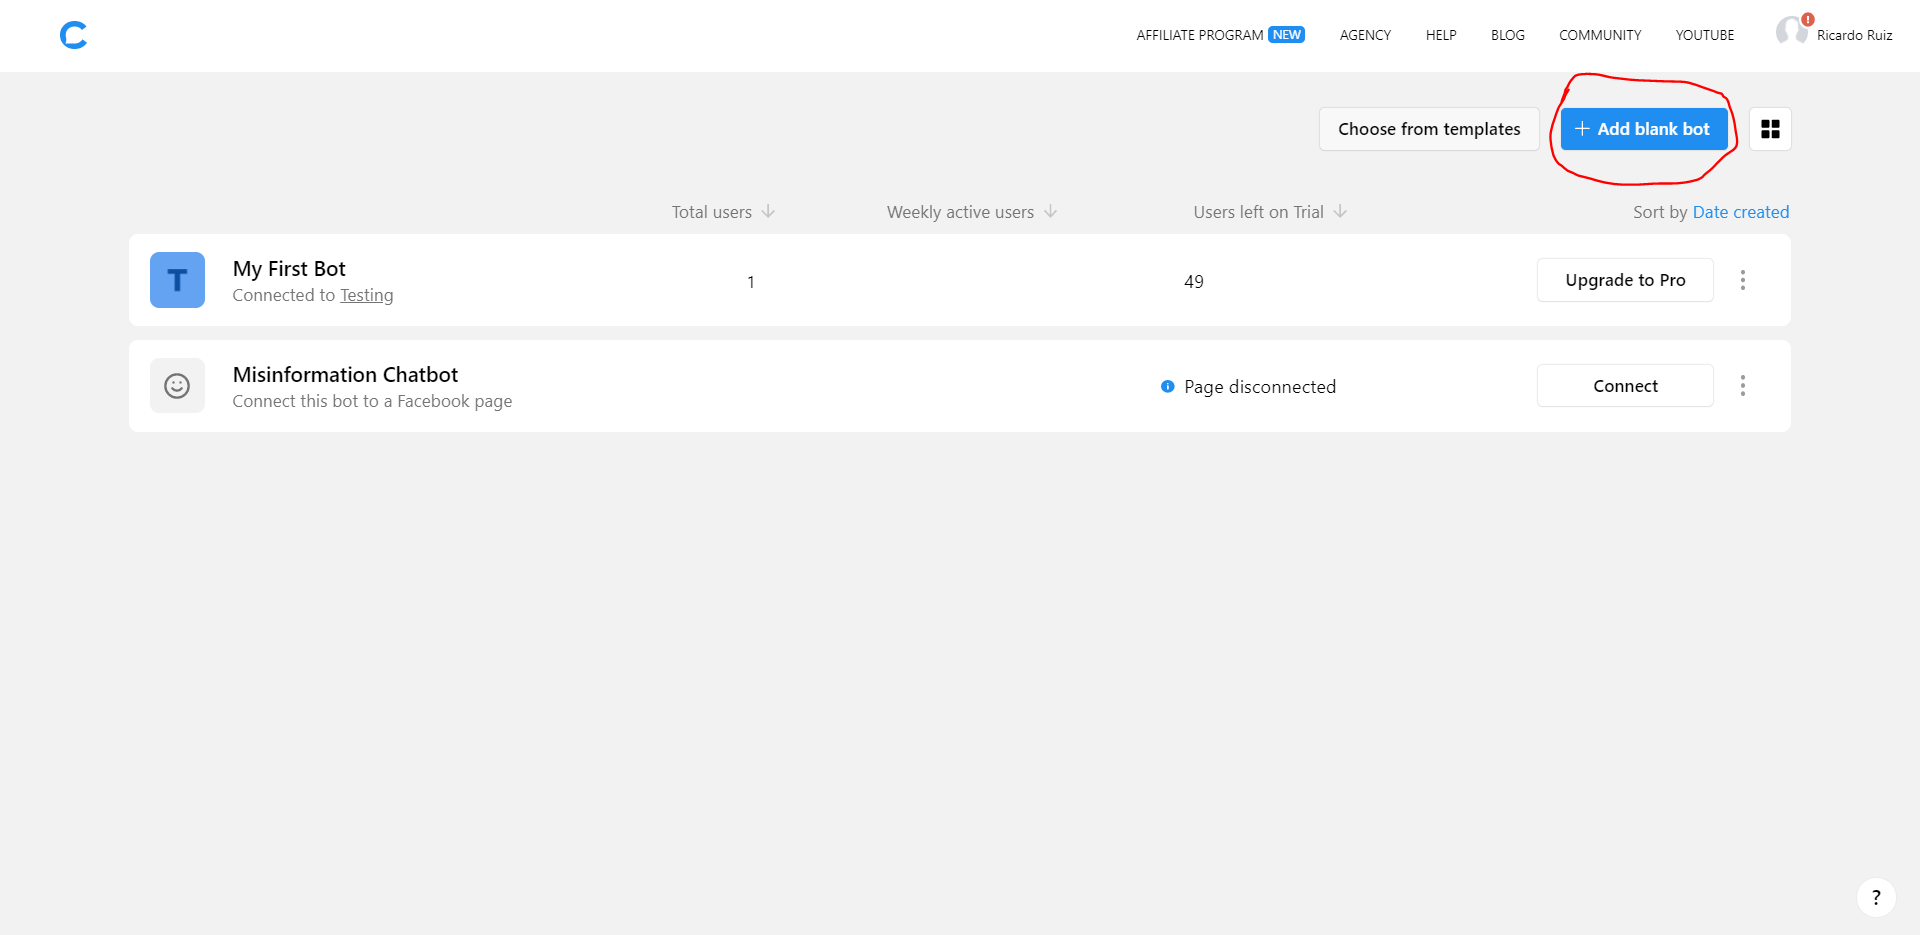 AFFILIATE PROGRAM NEW AGENCY HELP BLOG COMMUNITY YOUTUBE ! Ricardo Ruiz
Choose from templates + Add blank bot
Total users ↓ Weekly active users ↓ Users left on Trial ↓ Sort by Date created
T
My First Bot
Connected to Testing
1 49 Upgrade to Pro
Misinformation Chatbot
Connect this bot to a Facebook page
Page disconnected Connect
?